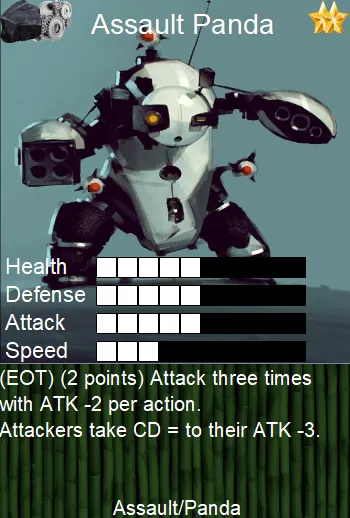 Assault Panda
Health
Defense
Attack
Speed
(EOT) (2 points) Attack three times
with ATK -2 per action.
Attackers take CD = to their ATK -3.
Assault/Panda